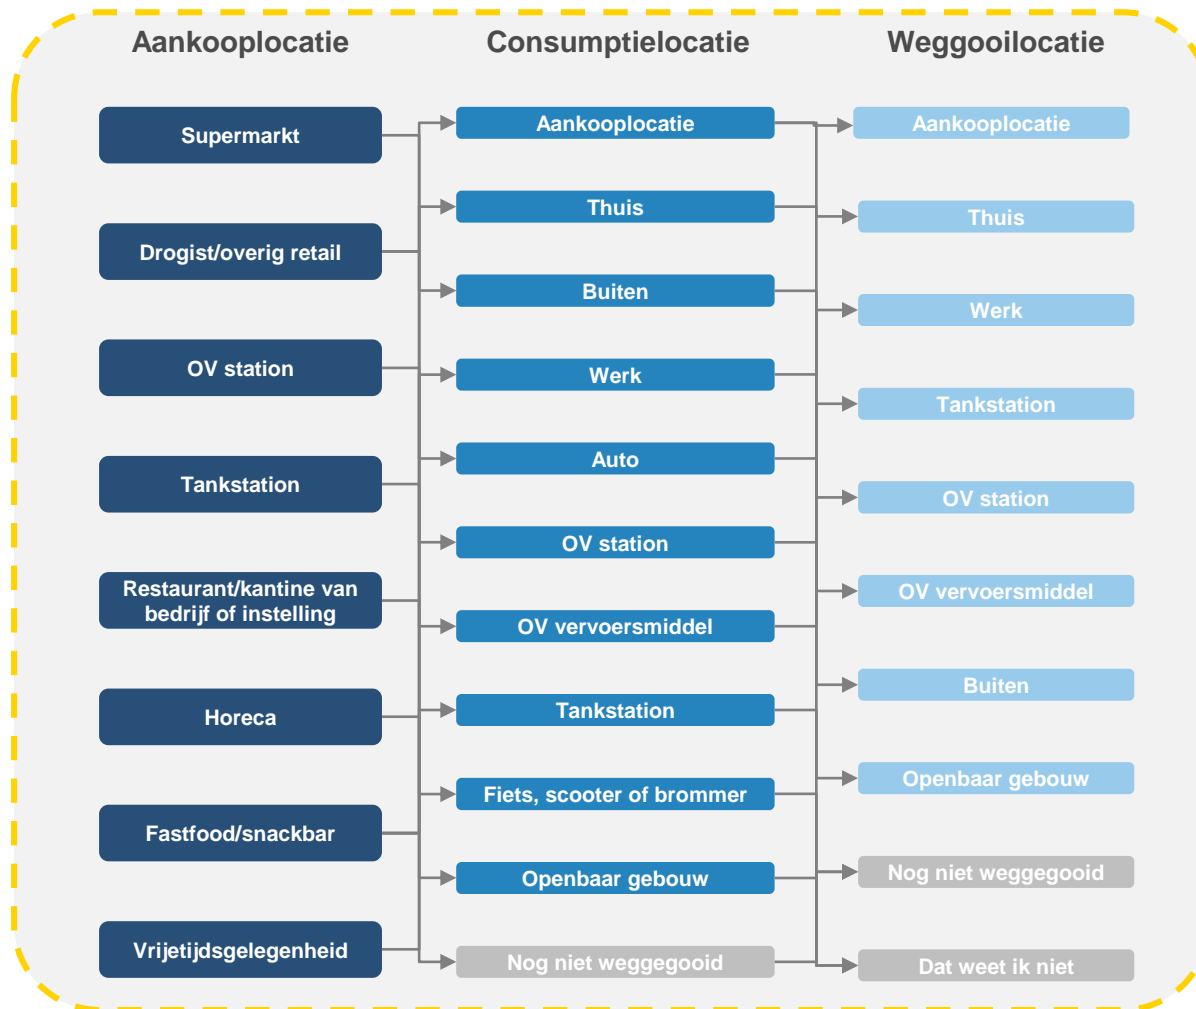 Aankooplocatie
Supermarkt
Drogist/overig retail
OV station
Tankstation
Restaurant/kantine van
bedrijf of instelling
Horeca
Fastfood/snackbar
Vrijetijdsgelegenheid
Consumptielocatie
Aankooplocatie
Thuis
Buiten
Werk
Auto
OV station
OV vervoersmiddel
Tankstation
Fiets, scooter of brommer
Openbaar gebouw
Nog niet weggegooid
Weggooilocatie
Aankooplocatie
Thuis
Werk
Tankstation
OV station
OV vervoersmiddel
Buiten
Openbaar gebouw
Nog niet weggegooid
Dat weet ik niet